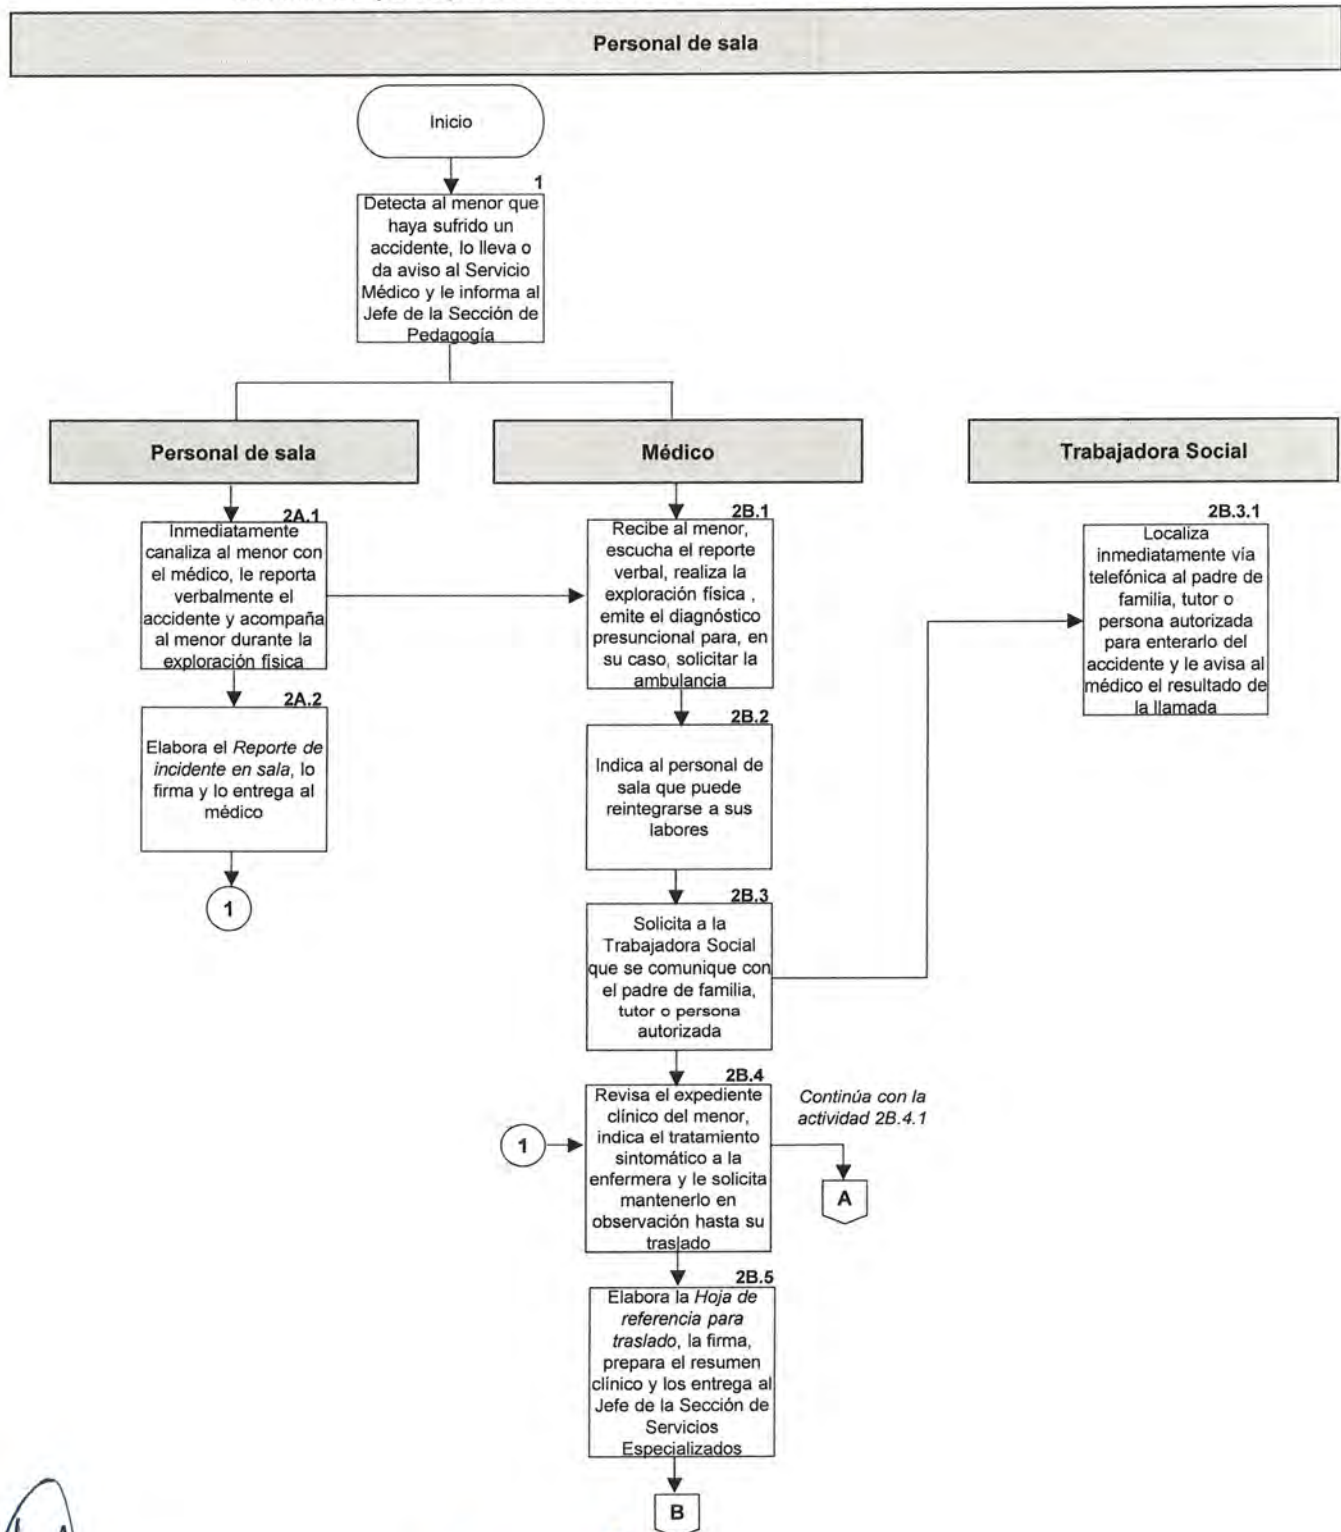 Personal de sala
Inicio
1
Detecta al menor que
haya sufrido un
accidente, lo lleva o
da aviso al Servicio
Médico y le informa al
Jefe de la Sección de
Pedagogía
Personal de sala
Médico
Trabajadora Social
2A.1
Inmediatamente
canaliza al menor con
el médico, le reporta
verbalmente el
accidente y acompaña
al menor durante la
exploración física
2B.1
Recibe al menor,
escucha el reporte
verbal, realiza la
exploración física ,
emite el diagnóstico
presuncional para, en
su caso, solicitar la
ambulancia
2B.3.1
Localiza
inmediatamente vía
telefónica al padre de
familia, tutor o
persona autorizada
para enterarlo del
accidente y le avisa al
médico el resultado de
la llamada
2A.2
Elabora el Reporte de
incidente en sala, lo
firma y lo entrega al
médico
1
2B.2
Indica al personal de
sala que puede
reintegrarse a sus
labores
2B.3
Solicita a la
Trabajadora Social
que se comunique con
el padre de familia,
tutor o persona
autorizada
2B.4
Revisa el expediente
clínico del menor,
indica el tratamiento
sintomático a la
enfermera y le solicita
mantenerlo en
observación hasta su
traslado
1
Continúa con la
actividad 2B.4.1
A
2B.5
Elabora la Hoja de
referencia para
traslado, la firma,
prepara el resumen
clínico y los entrega al
Jefe de la Sección de
Servicios
Especializados
B